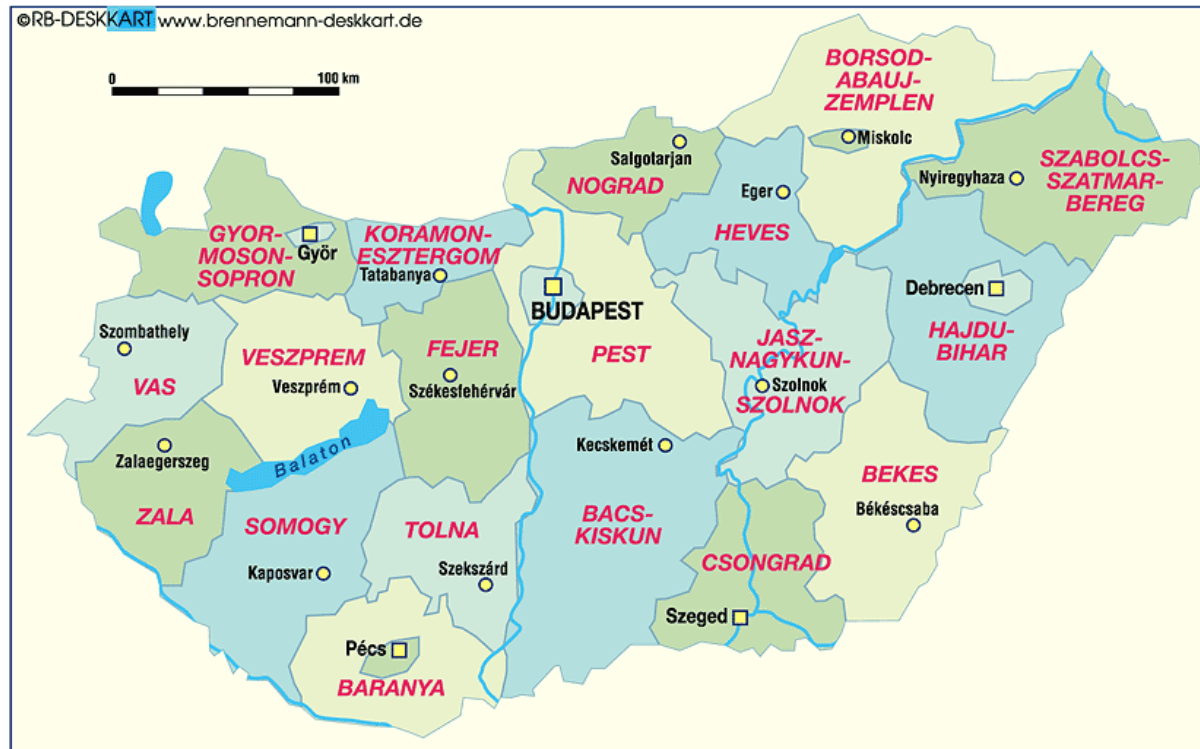 ©RB-DESKKART www.brennemann-deskkart.de
0 100 km
BORSOD-
ABAUJ-
ZEMPLEN
Miskolc
Salgotarjan
NOGRAD
Eger
HEVES
Nyiregyhaza
SZABOLCS-
SZATMAR-
BEREG
GYOR-
MOSON-
SOPRON
Györ
KORAMON-
ESZTERGOM
Tatabanya
BUDAPEST
PEST
Debrecen
HAJDU-
BIHAR
Szombathely
VAS
VESZPREM
Veszprém
FEJER
Székesfehérvár
JASZ-
NAGYKUN-
Szolnok
SZOLNOK
Zalaegerszeg
ZALA
Balaton
SOMOGY
Kaposvar
TOLNA
Szekszárd
Kecskemét
BACS-
KISKUN
BEKES
Békéscsaba
CSONGRAD
Szeged
Pécs
BARANYA